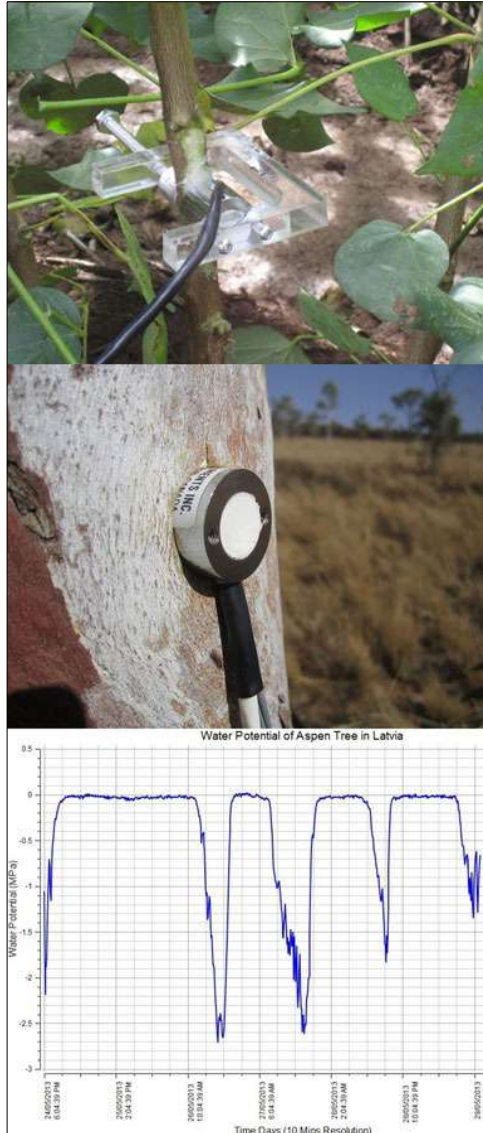 ENTS INC.
Water Potential of Aspen Tree in Latvia
Water Potential (MPa)
0.5
0
-0.5
-1
-1.5
-2
-2.5
-3
24/05/2013
6:04:39 PM
25/05/2013
2:04:39 PM
26/05/2013
10:04:39 AM
27/05/2013
6:04:39 AM
28/05/2013
2:04:39 AM
28/05/2013
10:04:39 PM
29/05/2013
Time Days (10 Mins Resolution)